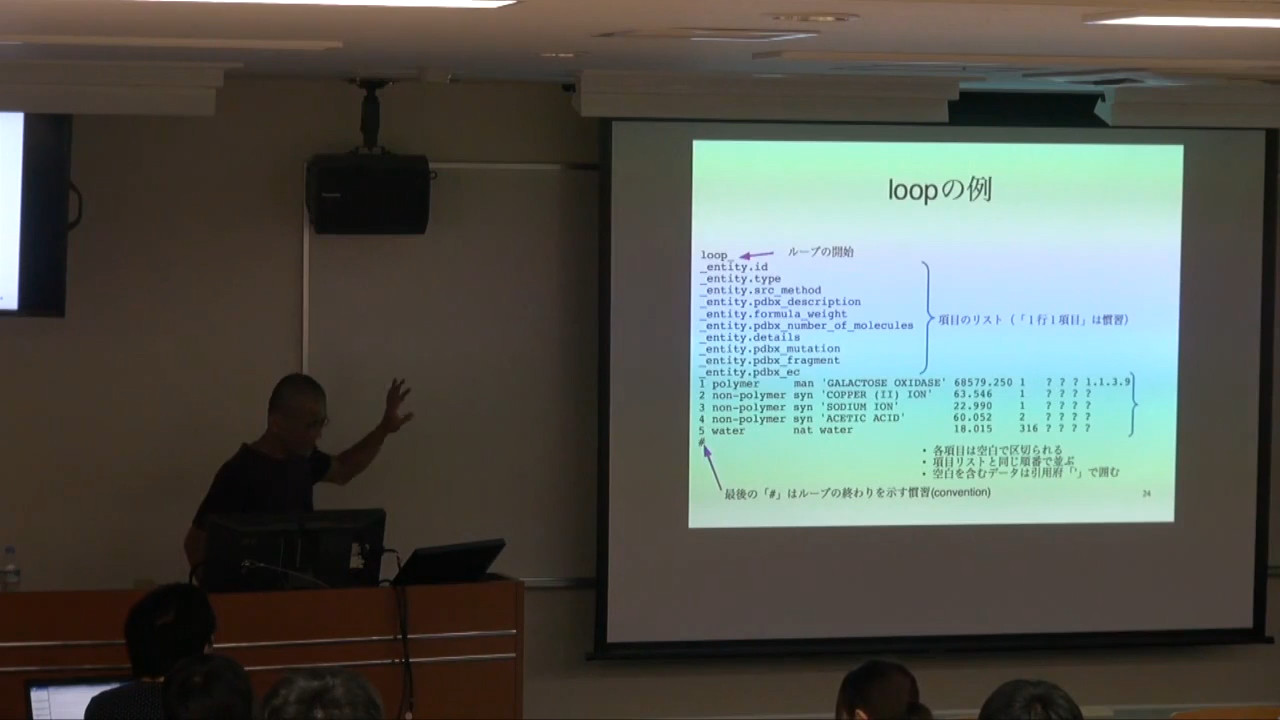 loopの例
loop_ ループの開始
_entity.id
_entity.type
_entity.src_method
_entity.pdbx_description
_entity.formula_weight
_entity.pdbx_number_of_molecules
項目のリスト（「１行１項目」は慣習）
_entity.details
_entity.pdbx_mutation
_entity.pdbx_fragment
_entity.pdbx_ec
1 polymer man 'GALACTOSE OXIDASE' 68579.250 1 ? ? ? 1.1.3.9
2 non-polymer syn 'COPPER (II) ION' 63.546 1 ? ? ? ?
3 non-polymer syn 'SODIUM ION' 22.990 1 ? ? ? ?
4 non-polymer syn 'ACETIC ACID' 60.052 2 ? ? ? ?
5 water nat water 18.015 316 ? ? ? ?
#
・ 各項目は空白で区切られる
・ 項目リストと同じ順番で並ぶ
・ 空白を含むデータは引用府「'」で囲む
最後の「#」はループの終わりを示す慣習(convention)
24